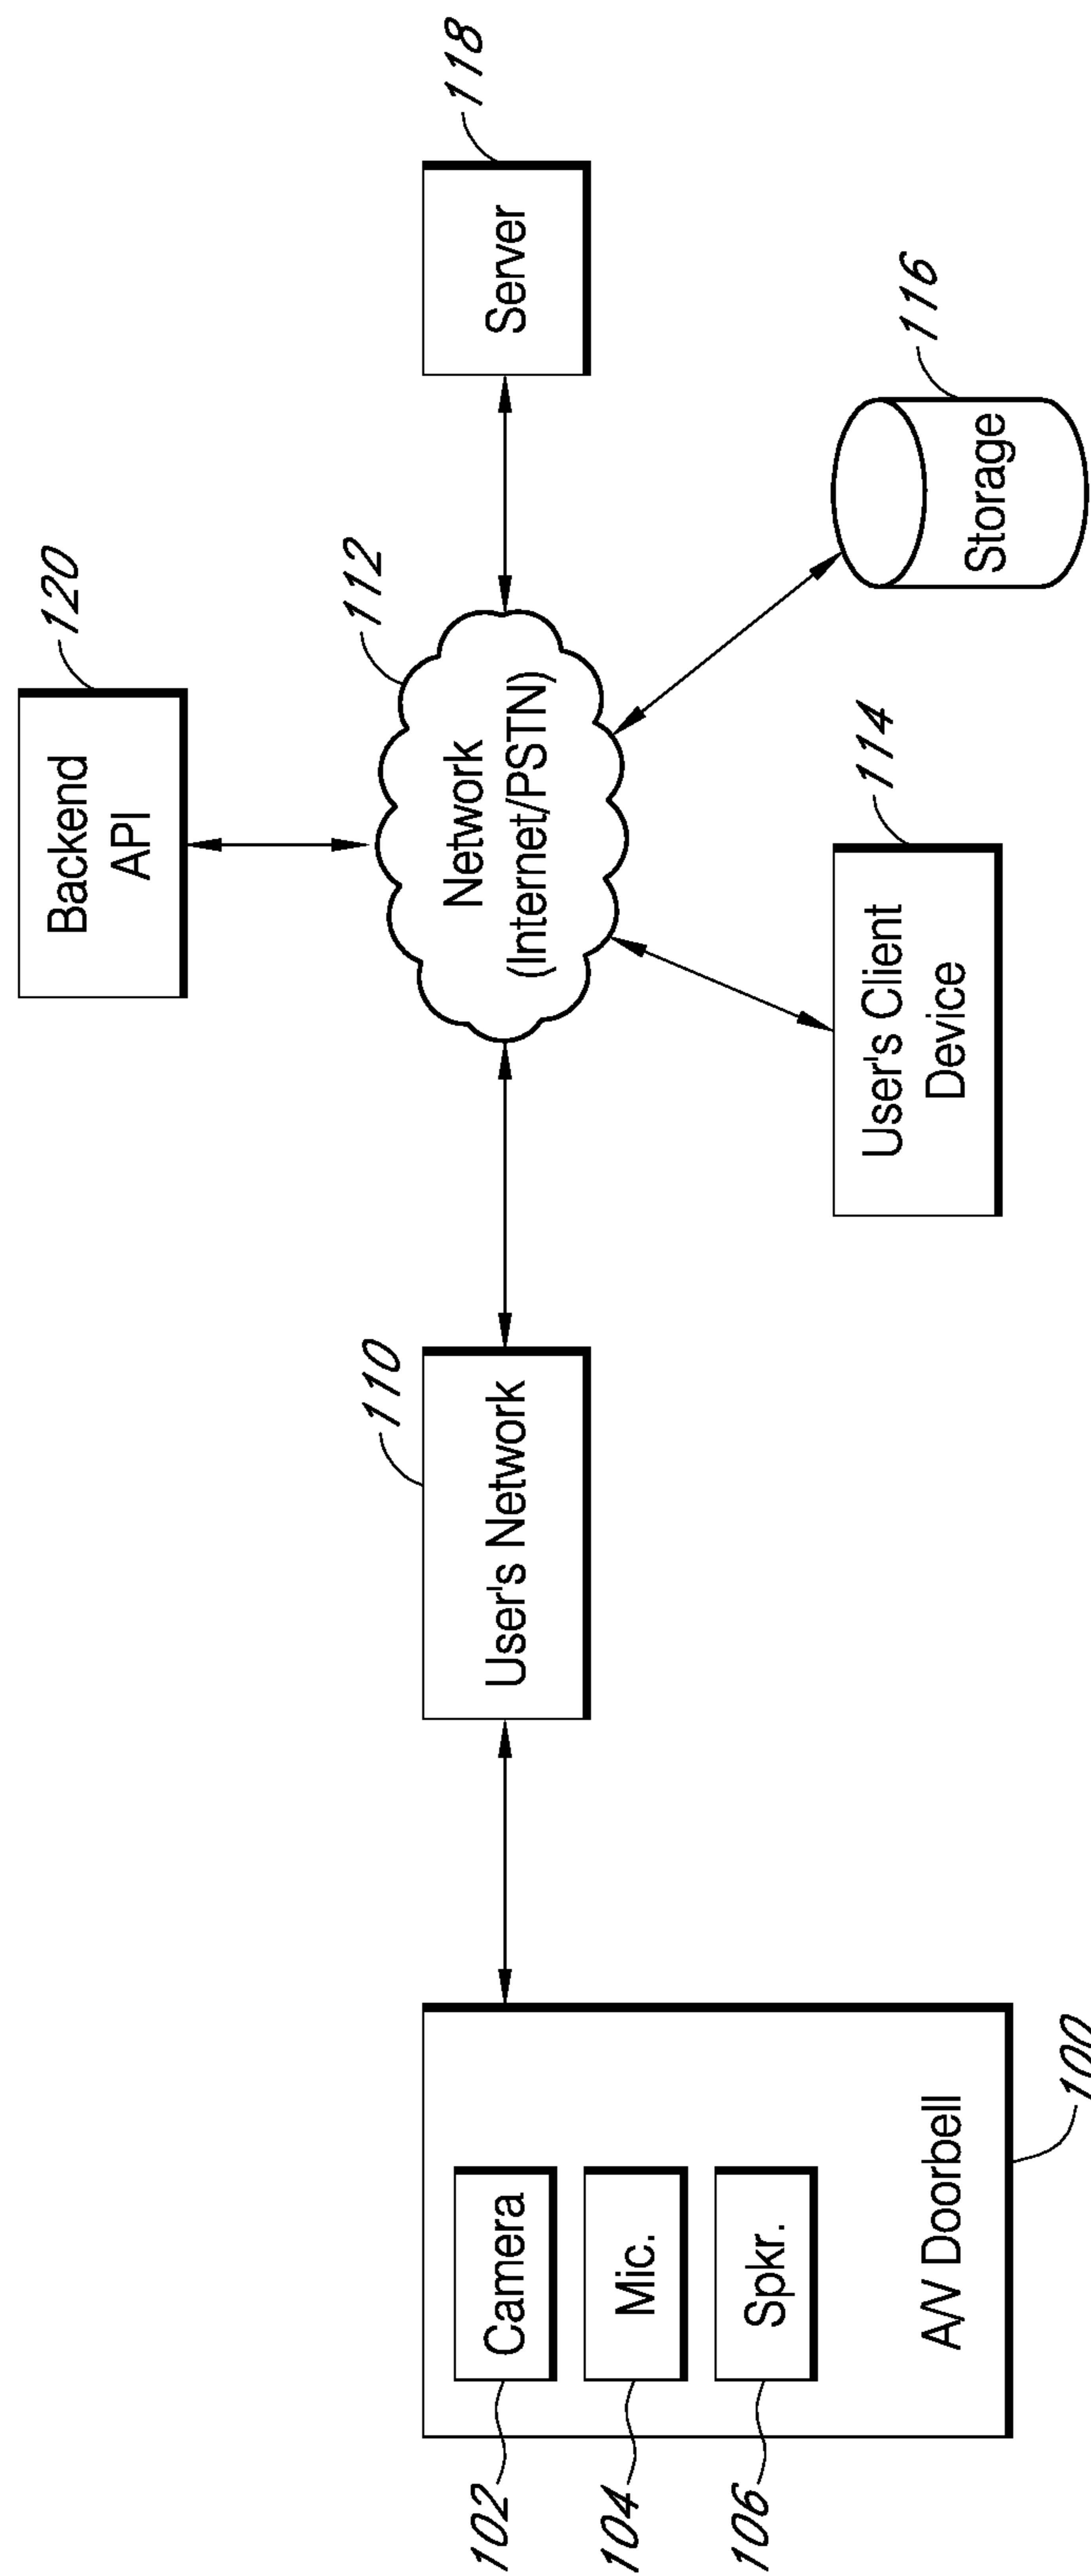 120
Backend
API
112
Network
(Internet/PSTN)
118
Server
110
User's Network
102
Camera
104
Mic.
106
Spkr.
A/V Doorbell
100
114
User's Client
Device
116
Storage